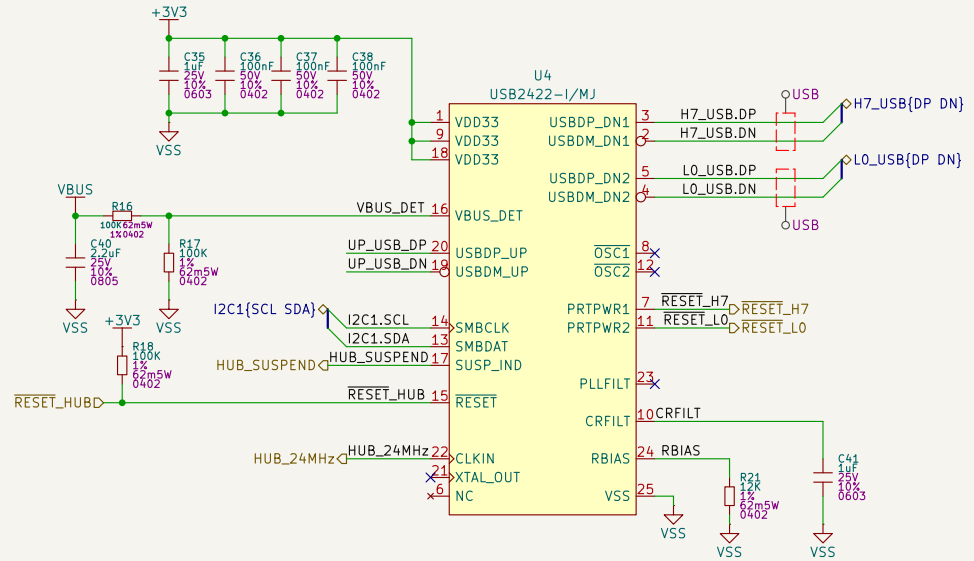 +3V3
C35
1uF
25V
10%
0603
C36
100nF
50V
10%
0402
C37
100nF
50V
10%
0402
C38
100nF
50V
10%
0402
VSS
U4
USB2422-I/MJ
1 VDD33
9 VDD33
18 VDD33
16 VBUS_DET
20 USBDP_UP
19 USBDM_UP
14 SMBCLK
13 SMBDAT
17 SUSP_IND
15 RESET
22 CLKIN
21 XTAL_OUT
6 NC
USBDP_DN1 3
USBDM_DN1 2
USBDP_DN2 5
USBDM_DN2 4
OSC1 8
OSC2 12
PRTPWR1 7
PRTPWR2 11
PLLFILT 23
CRFILT 10
RBIAS 24
VSS 25
USB
H7_USB.DP
H7_USB.DN
H7_USB{DP DN}
L0_USB.DP
L0_USB.DN
L0_USB{DP DN}
USB
VBUS
R16
100K 62m5W
1% 0402
VBUS_DET
C40
2.2uF
25V
10%
0805
VSS
R17
100K
1%
62m5W
0402
VSS
UP_USB_DP
UP_USB_DN
I2C1{SCL SDA}
I2C1.SCL
I2C1.SDA
HUB_SUSPEND
HUB_SUSPEND
+3V3
R18
100K
1%
62m5W
0402
RESET_HUB
RESET_HUB
HUB_24MHz
HUB_24MHz
RESET_H7
RESET_H7
RESET_L0
RESET_L0
CRFILT
RBIAS
C41
1uF
25V
10%
0603
VSS
R21
12K
1%
62m5W
0402
VSS
VSS